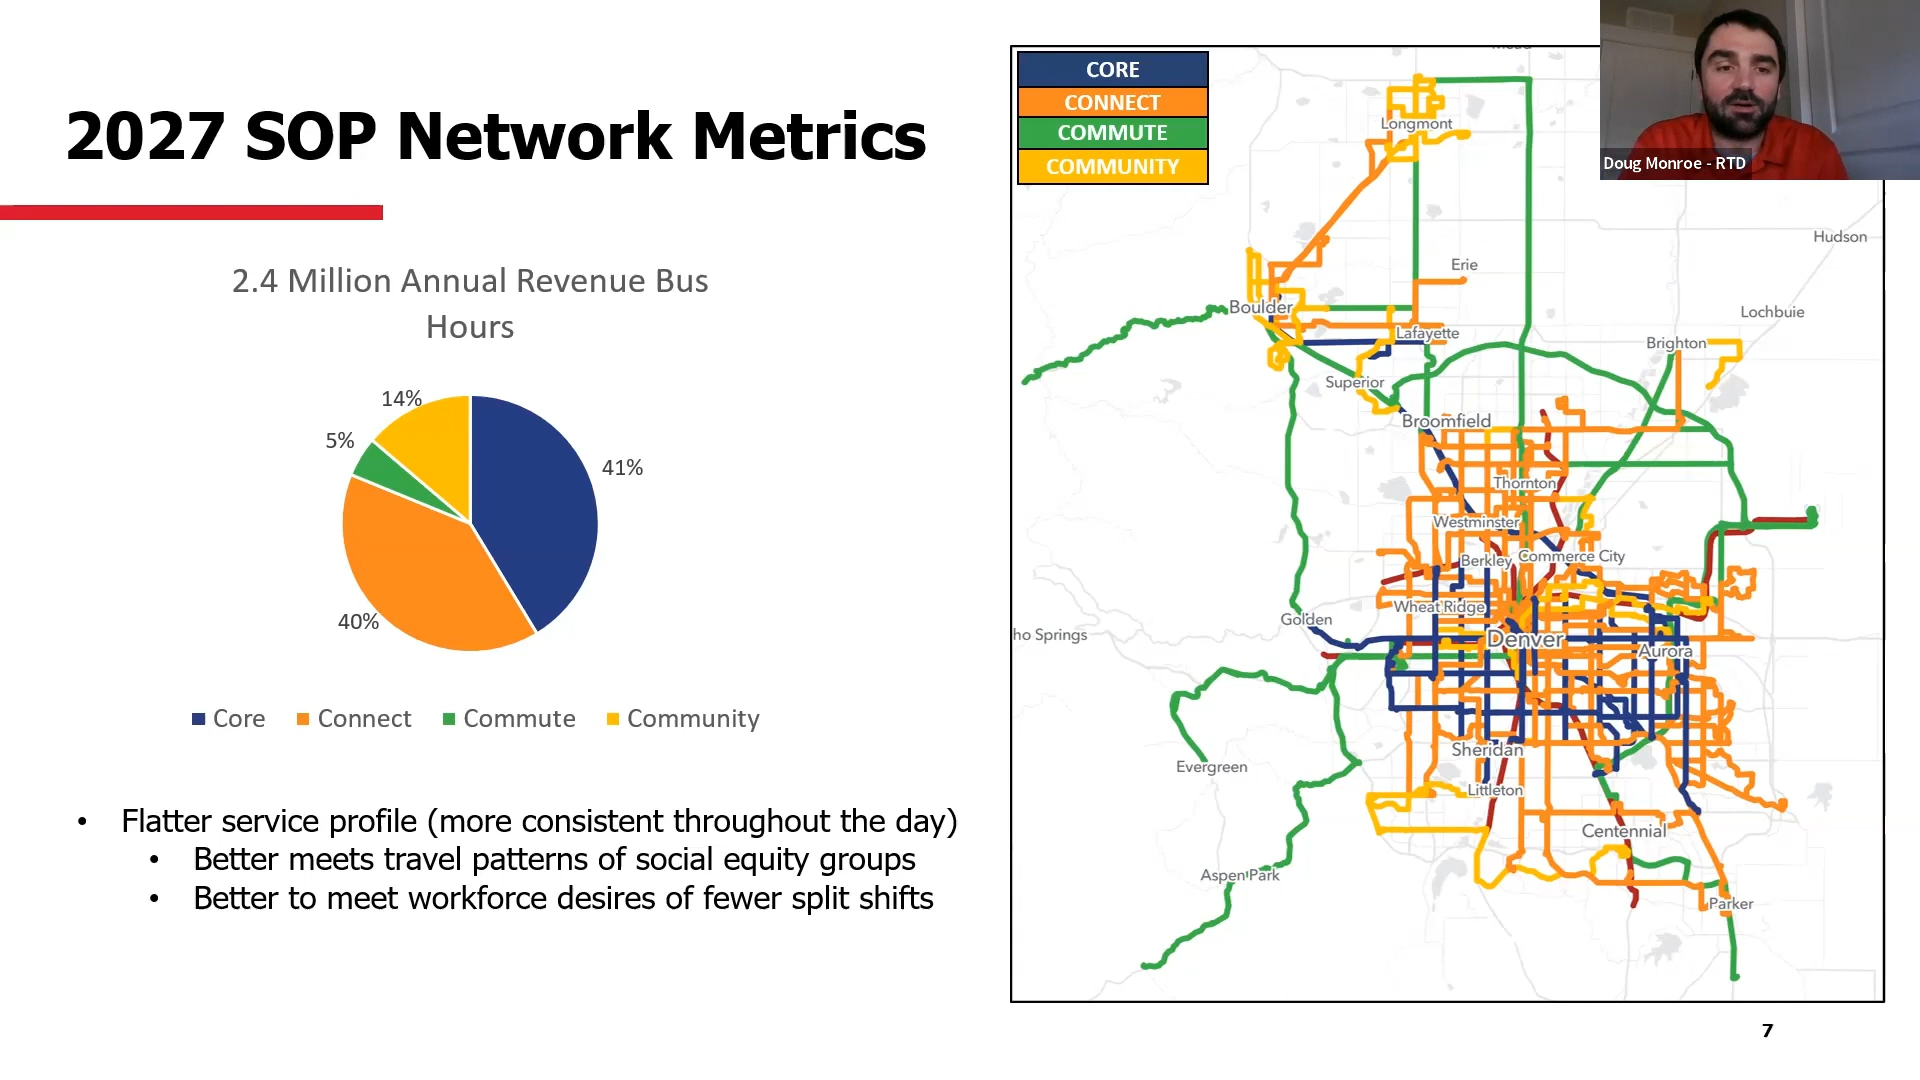 2027 SOP Network Metrics
2.4 Million Annual Revenue Bus
Hours
14%
5%
41%
40%
Core
Connect
Commute
Community
• Flatter service profile (more consistent throughout the day)
• Better meets travel patterns of social equity groups
• Better to meet workforce desires of fewer split shifts
CORE
CONNECT
COMMUTE
COMMUNITY
Longmont
Hudson
Erie
Boulder
Lochbuie
Lafayette
Brighton
Superior
Broomfield
Thornton
Westminster
Commerce City
Berkley
Wheat Ridge
Golden
ho Springs
Denver
Aurora
Sheridan
Evergreen
Littleton
Centennial
Aspen Park
Parker
Doug Monroe - RTD
7